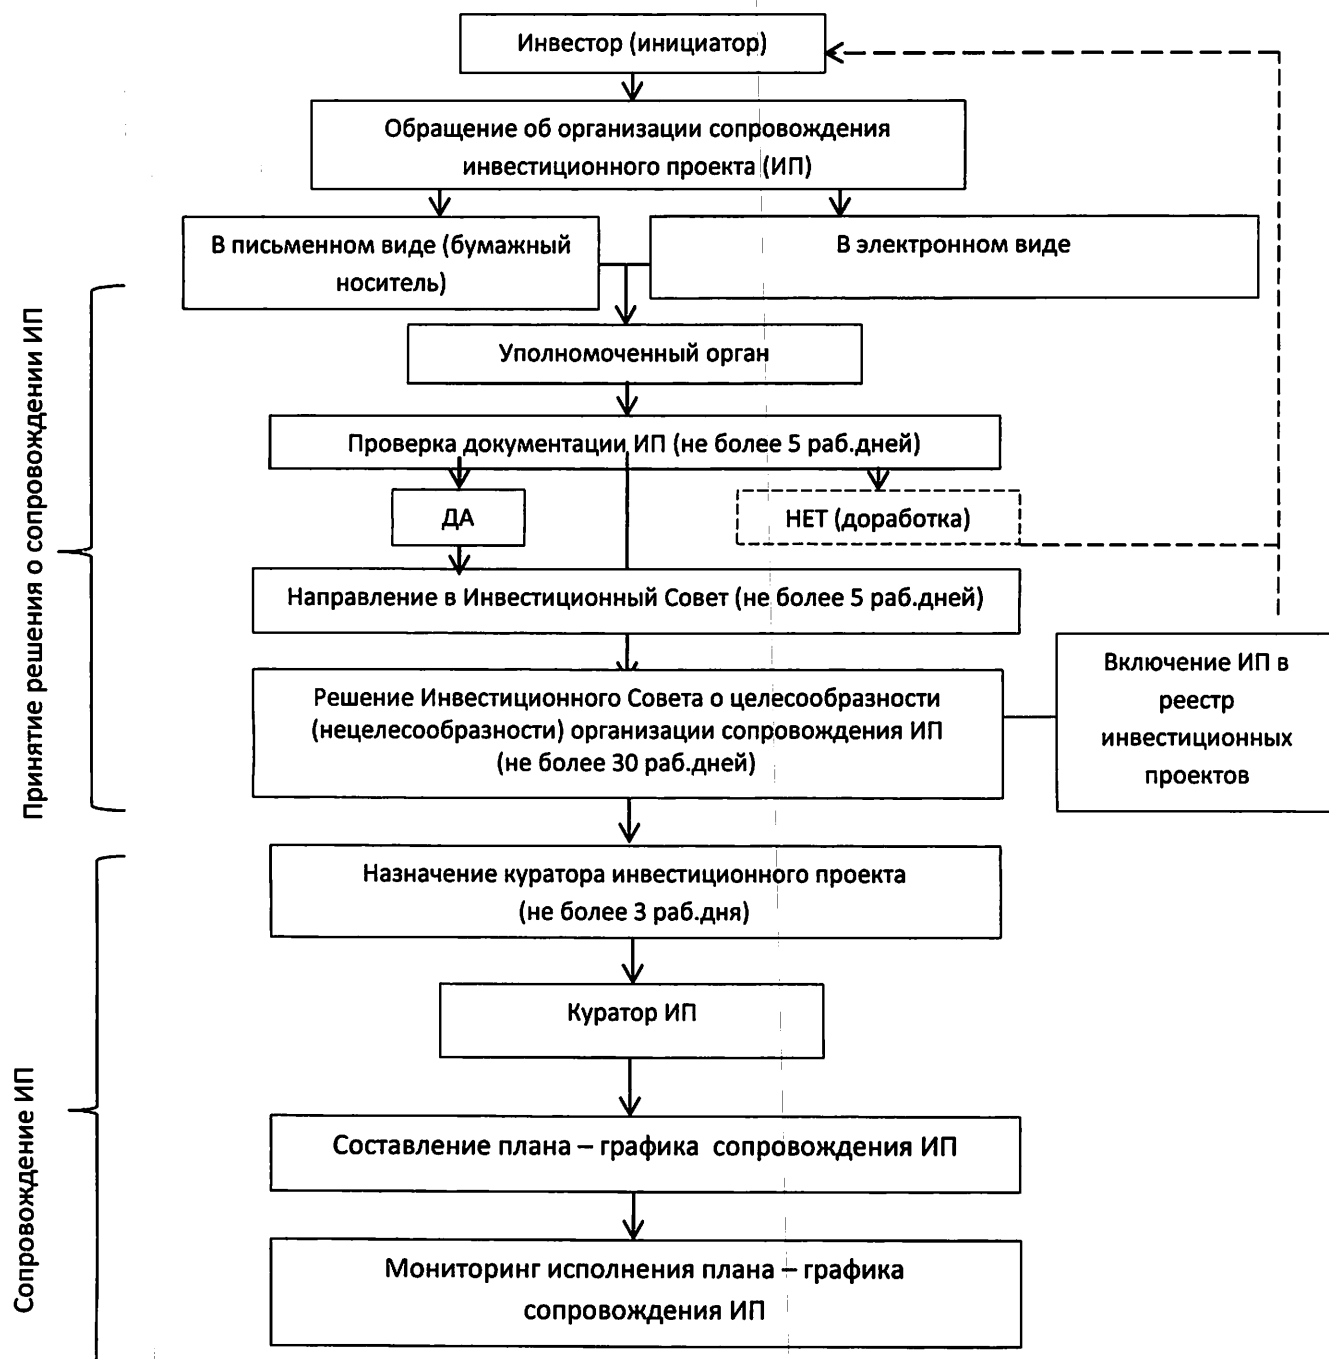 Инвестор (инициатор)
Обращение об организации сопровождения
инвестиционного проекта (ИП)
В письменном виде (бумажный
носитель)
В электронном виде
Принятие решения о сопровождении ИП
Уполномоченный орган
Проверка документации ИП (не более 5 раб.дней)
ДА
НЕТ (доработка)
Направление в Инвестиционный Совет (не более 5 раб.дней)
Решение Инвестиционного Совета о целесообразности
(нецелесообразности) организации сопровождения ИП
(не более 30 раб.дней)
Включение ИП в
реестр
инвестиционных
проектов
Сопровождение ИП
Назначение куратора инвестиционного проекта
(не более 3 раб.дня)
Куратор ИП
Составление плана – графика сопровождения ИП
Мониторинг исполнения плана – графика
сопровождения ИП